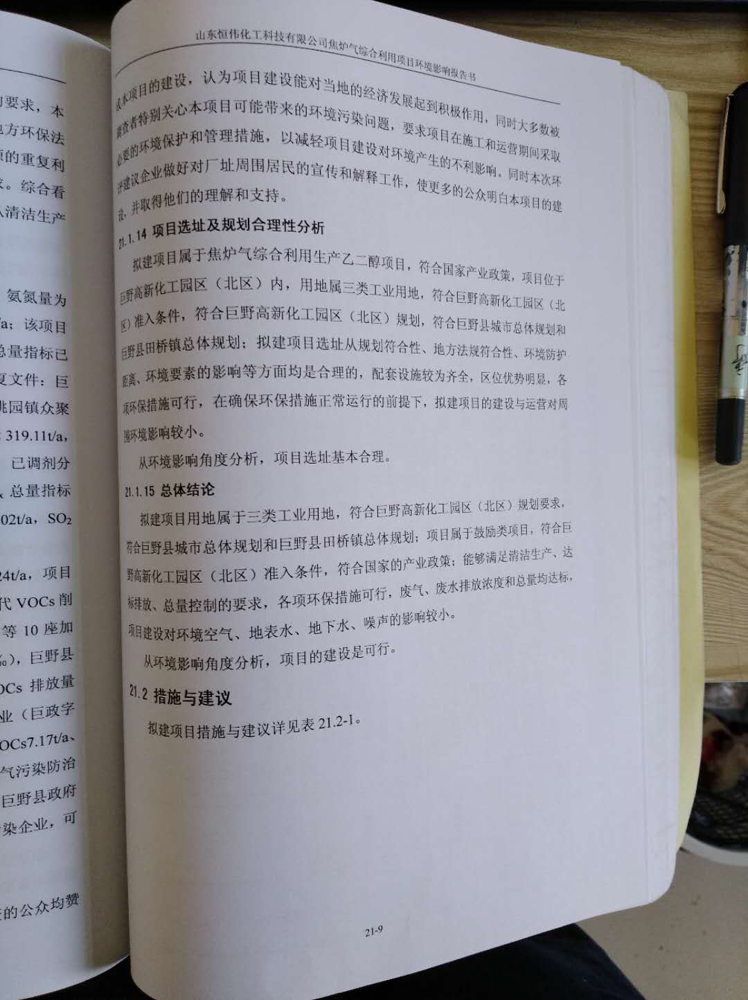 的要求，本
地方环保法
源的重复利
求。综合看
入清洁生产
氨氮量为
/a；该项目
总量指标已
复文件：巨
桃园镇众聚
319.11t/a，
已调剂分
x 总量指标
02t/a，SO₂
24t/a，项目
代 VOCs 削
等 10 座加
‰），巨野县
OCs 排放量
业（巨政字
OCs7.17t/a、
气污染防治
巨野县政府
染企业，可
的公众均赞
山东恒伟化工科技有限公司焦炉气综合利用项目环境影响报告书
成本项目的建设，认为项目建设能对当地的经济发展起到积极作用，同时大多数被
调查者特别关心本项目可能带来的环境污染问题，要求项目在施工和运营期间采取
必要的环境保护和管理措施，以减轻项目建设对环境产生的不利影响。同时本次环
评建议企业做好对厂址周围居民的宣传和解释工作，使更多的公众明白本项目的建
设，并取得他们的理解和支持。
21.1.14 项目选址及规划合理性分析
拟建项目属于焦炉气综合利用生产乙二醇项目，符合国家产业政策，项目位于
巨野高新化工园区（北区）内，用地属三类工业用地，符合巨野高新化工园区（北
区）准入条件，符合巨野高新化工园区（北区）规划，符合巨野县城市总体规划和
巨野县田桥镇总体规划；拟建项目选址从规划符合性、地方法规符合性、环境防护
距离、环境要素的影响等方面均是合理的，配套设施较为齐全，区位优势明显，各
项环保措施可行，在确保环保措施正常运行的前提下，拟建项目的建设与运营对周
围环境影响较小。
从环境影响角度分析，项目选址基本合理。
21.1.15 总体结论
拟建项目用地属于三类工业用地，符合巨野高新化工园区（北区）规划要求，
符合巨野县城市总体规划和巨野县田桥镇总体规划；项目属于鼓励类项目，符合巨
野高新化工园区（北区）准入条件，符合国家的产业政策；能够满足清洁生产、达
标排放、总量控制的要求，各项环保措施可行，废气、废水排放浓度和总量均达标，
项目建设对环境空气、地表水、地下水、噪声的影响较小。
从环境影响角度分析，项目的建设是可行。
21.2 措施与建议
拟建项目措施与建议详见表 21.2-1。
21-9